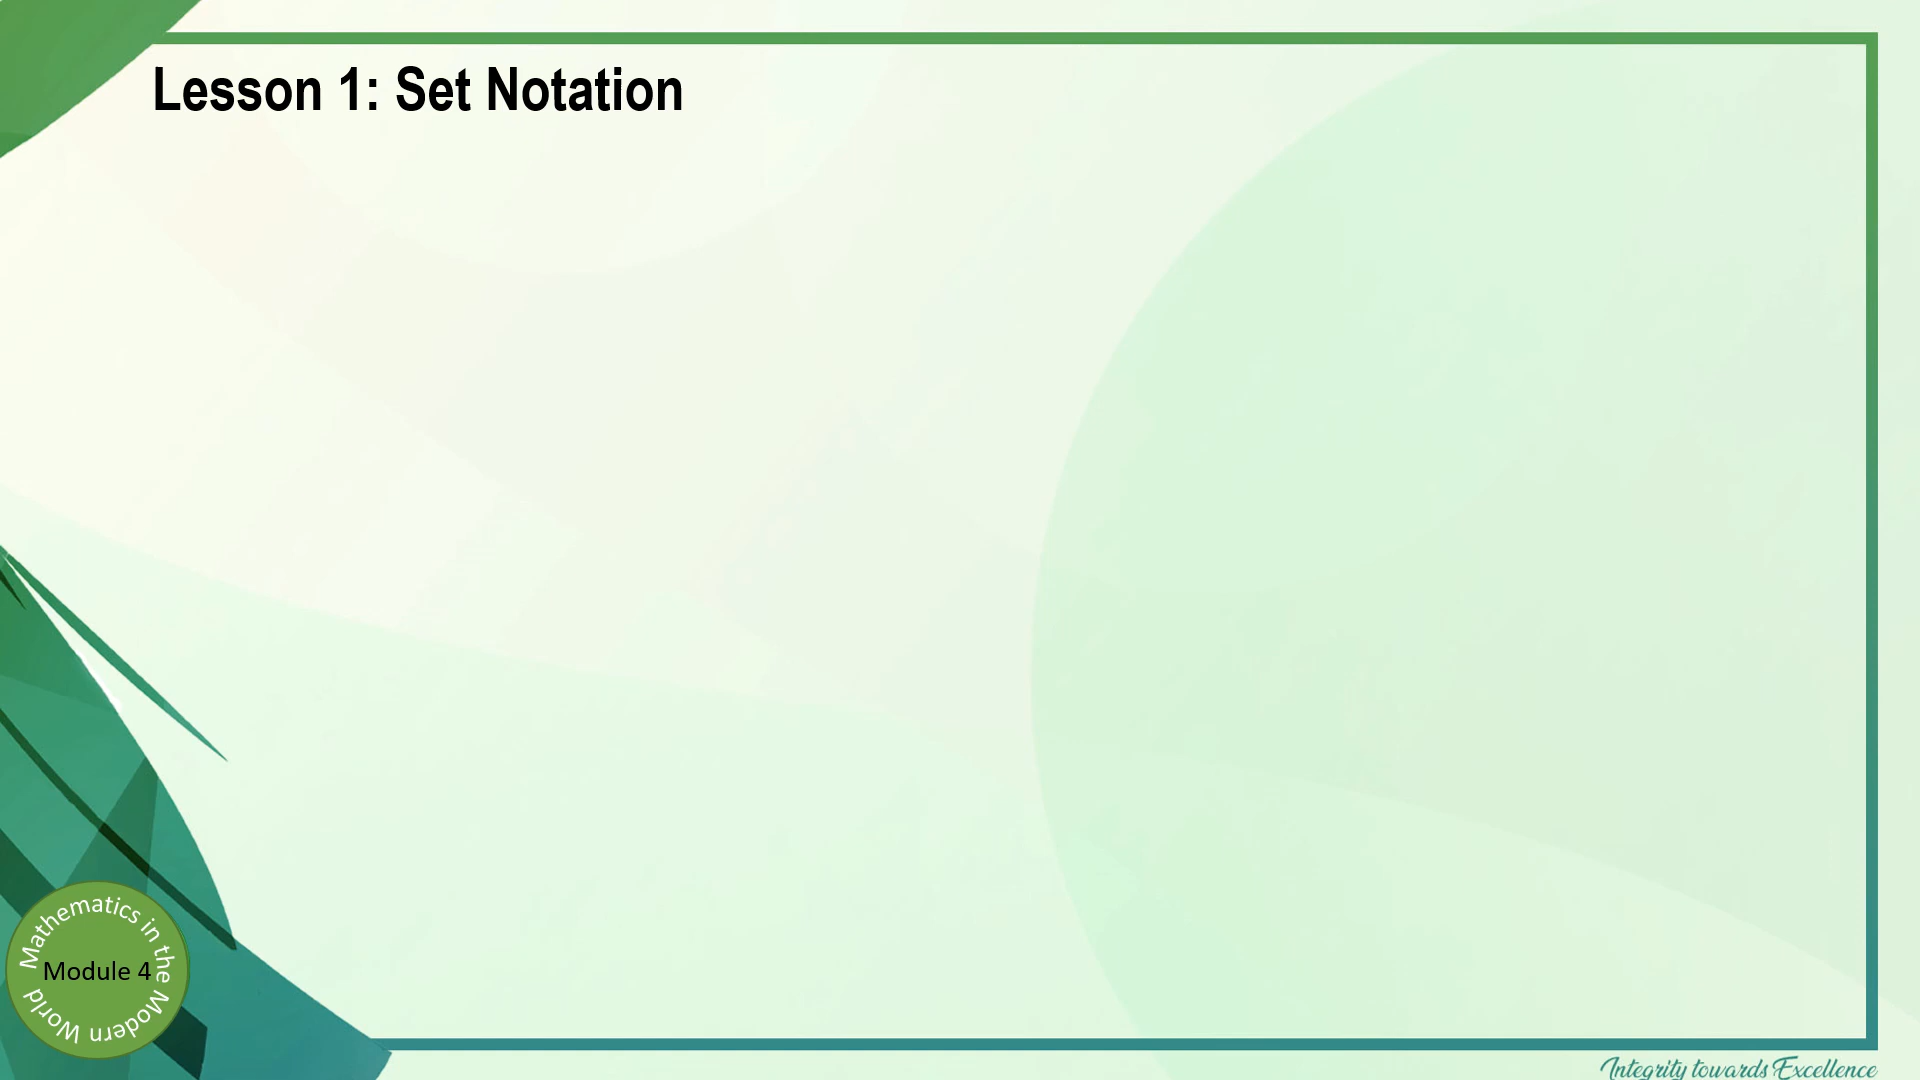 Lesson 1: Set Notation
Mathematics in the Modern World
Module 4
Integrity towards Excellence